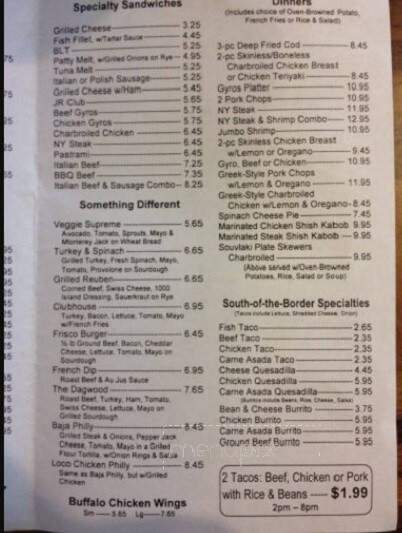 Specialty Sandwiches
Grilled Cheese 3.25
Fish Fillet, w/Tartar Sauce 4.45
BLT 5.25
Patty Melt, w/Grilled Onions on Rye 4.95
Tuna Melt 5.25
Italian or Polish Sausage 5.25
Grilled Cheese w/Ham 5.45
JR Club 5.65
Beef Gyros 5.75
Chicken Gyros 5.75
Charbroiled Chicken 6.45
NY Steak 6.45
Pastrami 6.45
Italian Beef 7.25
BBQ Beef 7.35
Italian Beef & Sausage Combo 8.25
Something Different
Veggie Supreme 5.65
Avocado, Tomato, Sprouts, Mayo &
Monterey Jack on Wheat Bread
Turkey & Spinach 6.45
Grilled Turkey, Fresh Spinach, Mayo,
Tomato, Provolone on Sourdough
Grilled Reuben 6.45
Corned Beef, Swiss Cheese, 1000
Island Dressing, Sauerkraut on Rye
Clubhouse 6.95
Turkey, Bacon, Lettuce, Tomato, Mayo
w/French Fries
Frisco Burger 6.45
½ lb Ground Beef, Bacon, Cheddar
Cheese, Lettuce, Tomato, Mayo on
Sourdough
French Dip 6.95
Roast Beef & Au Jus Sauce
The Dagwood 7.65
Roast Beef, Turkey, Ham, Tomato,
Swiss Cheese, Lettuce, Mayo on
Grilled Sourdough
Baja Philly 8.45
Grilled Steak & Onions, Pepper Jack
Cheese, Tomato, Mayo in a Grilled
Flour Tortilla, w/Onion Rings & Salsa
Loco Chicken Philly 8.45
Same as Baja Philly, but w/Grilled
Chicken
Buffalo Chicken Wings
Sm 3.65 Lg 7.65
Dinners
(Includes choice of Oven-Browned Potato,
French Fries or Rice & Salad)
3-pc Deep Fried Cod 8.45
2-pc Skinless/Boneless
Charbroiled Chicken Breast
or Chicken Teriyaki 8.45
Gyros Platter 10.95
2 Pork Chops 10.95
NY Steak 11.95
NY Steak & Shrimp Combo 12.95
Jumbo Shrimp 10.95
2-pc Skinless Chicken Breast
w/Lemon or Oregano 9.45
Gyro, Beef or Chicken 10.95
Greek-Style Pork Chops
w/Lemon & Oregano 11.95
Greek-Style Charbroiled
Chicken w/Lemon & Oregano 8.45
Spinach Cheese Pie 7.45
Marinated Chicken Shish Kabob 9.95
Marinated Steak Shish Kabob 9.95
Souvlaki Plate Skewers
Charbroiled 9.95
(Above served w/Oven-Browned
Potatoes, Rice, Salad or Soup)
South-of-the-Border Specialties
(Tacos include Lettuce, Shredded Cheese, Onion)
Fish Taco 2.65
Beef Taco 2.35
Chicken Taco 2.35
Carne Asada Taco 2.35
Cheese Quesadilla 4.45
Chicken Quesadilla 5.95
Carne Asada Quesadilla 5.95
(Burritos include Beans, Rice, Cheese, Salsa)
Bean & Cheese Burrito 3.75
Chicken Burrito 5.95
Carne Asada Burrito 5.95
Ground Beef Burrito 5.95
2 Tacos: Beef, Chicken or Pork
with Rice & Beans $1.99
2pm – 8pm